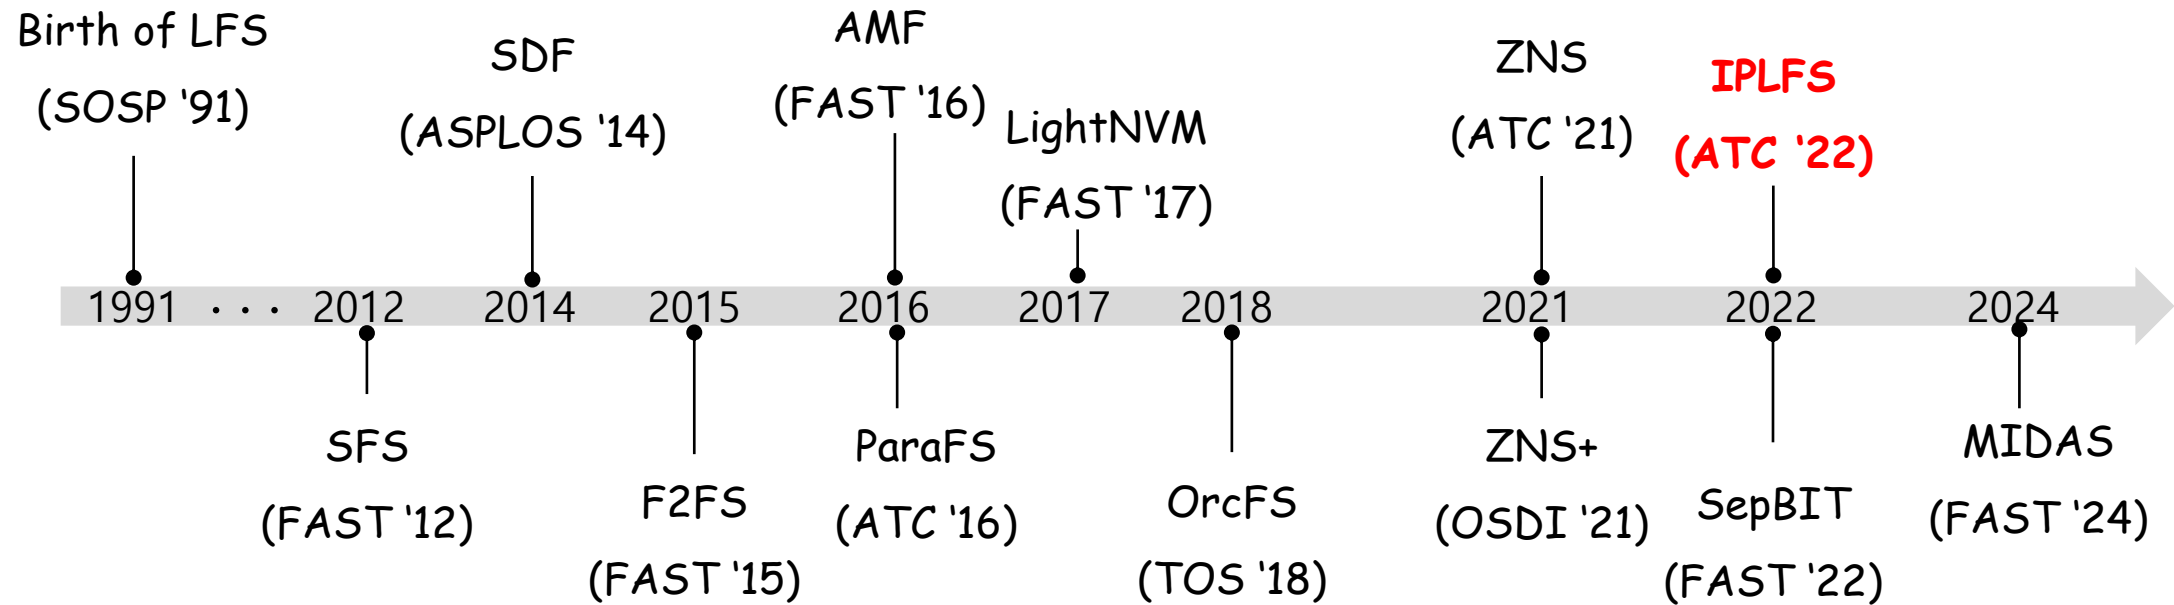 Birth of LFS
(SOSP ‘91)
SDF
(ASPLOS ‘14)
AMF
(FAST ‘16)
LightNVM
(FAST ‘17)
ZNS
(ATC ‘21)
IPLFS
(ATC ‘22)
1991 ... 2012 2014 2015 2016 2017 2018 2021 2022 2024
SFS
(FAST ‘12)
F2FS
(FAST ‘15)
ParaFS
(ATC ‘16)
OrcFS
(TOS ‘18)
ZNS+
(OSDI ‘21)
SepBIT
(FAST ‘22)
MIDAS
(FAST ‘24)